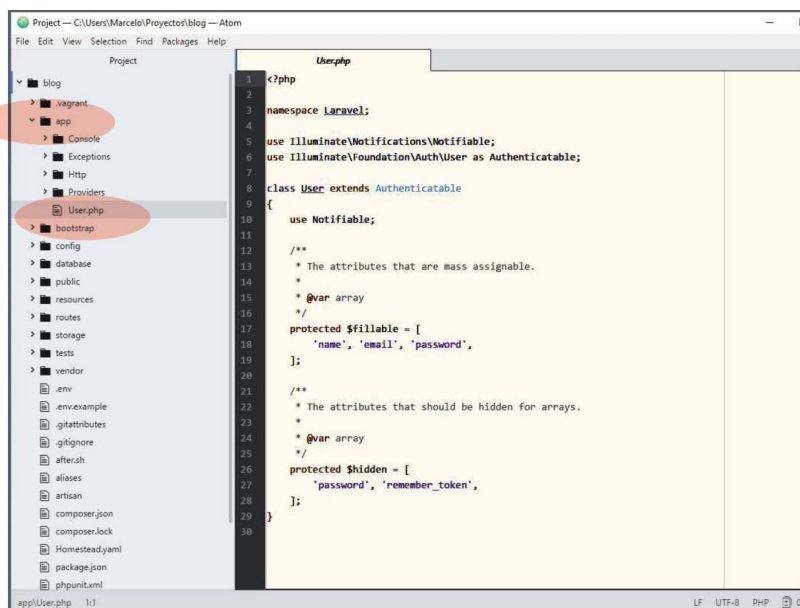 Project — C:\Users\Marcelo\Proyectos\blog — Atom
File Edit View Selection Find Packages Help
Project
blog
.vagrant
app
Console
Exceptions
Http
Providers
User.php
bootstrap
config
database
public
resources
routes
storage
tests
vendor
.env
.env.example
.gitattributes
.gitignore
after.sh
aliases
artisan
composer.json
composer.lock
Homestead.yaml
package.json
phpunit.xml
User.php
1 <?php
2
3 namespace Laravel;
4
5 use Illuminate\Notifications\Notifiable;
6 use Illuminate\Foundation\Auth\User as Authenticatable;
7
8 class User extends Authenticatable
9 {
10     use Notifiable;
11
12     /**
13      * The attributes that are mass assignable.
14      *
15      * @var array
16      */
17     protected $fillable = [
18         'name', 'email', 'password',
19     ];
20
21     /**
22      * The attributes that should be hidden for arrays.
23      *
24      * @var array
25      */
26     protected $hidden = [
27         'password', 'remember_token',
28     ];
29 }
30
app\User.php 1:1
LF UTF-8 PHP 0